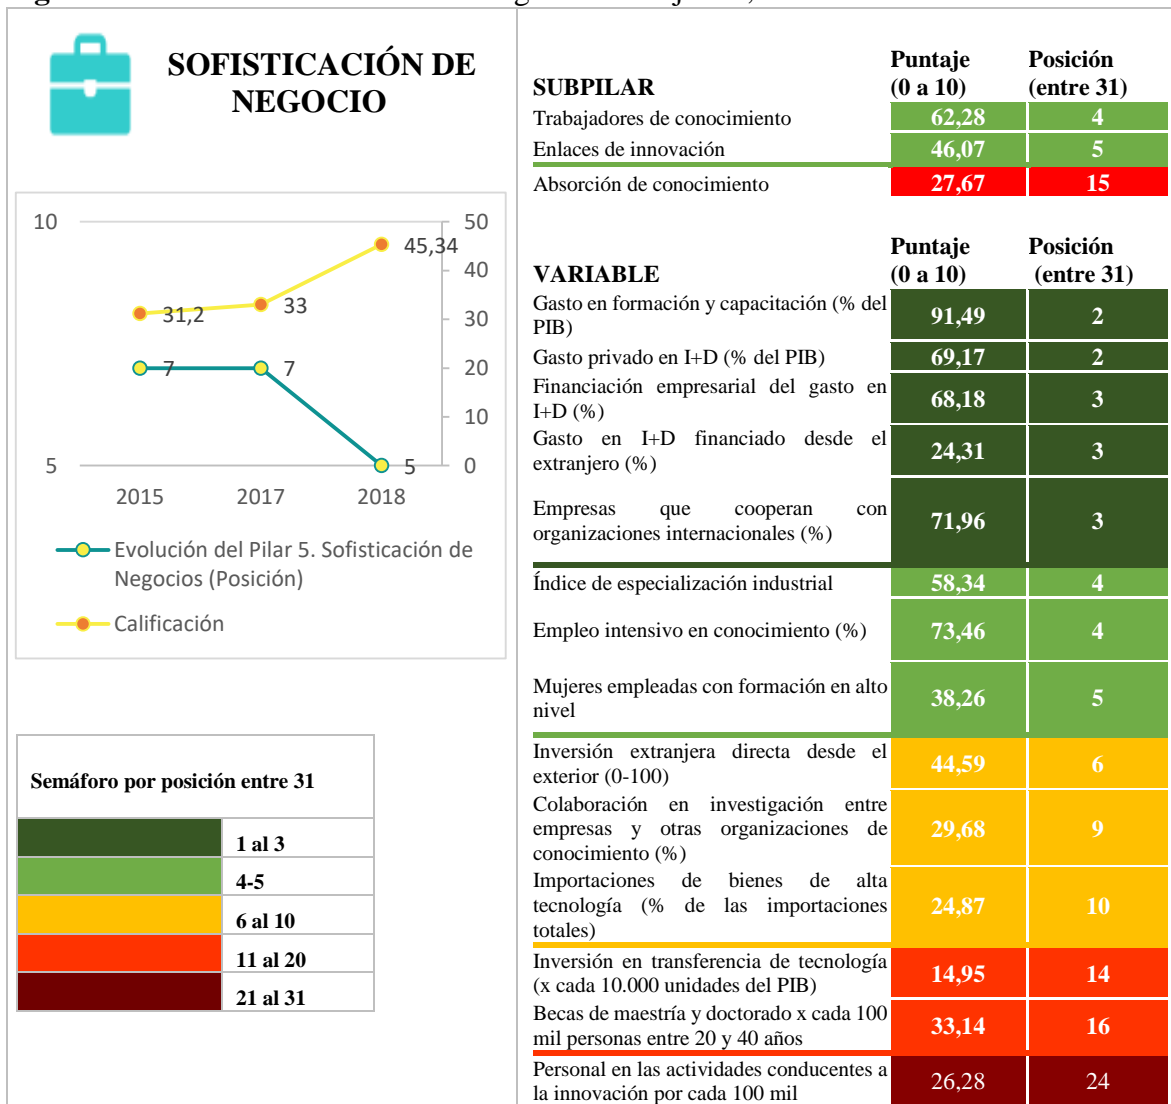 SOFISTICACIÓN DE
NEGOCIO
10
5
50
40
30
20
10
0
31,2
33
45,34
7
7
5
2015
2017
2018
Evolución del Pilar 5. Sofisticación de
Negocios (Posición)
Calificación
Semáforo por posición entre 31
1 al 3
4-5
6 al 10
11 al 20
21 al 31
SUBPILAR Puntaje (0 a 10) Posición (entre 31)
Trabajadores de conocimiento 62,28 4
Enlaces de innovación 46,07 5
Absorción de conocimiento 27,67 15
VARIABLE Puntaje (0 a 10) Posición (entre 31)
Gasto en formación y capacitación (% del
PIB) 91,49 2
Gasto privado en I+D (% del PIB) 69,17 2
Financiación empresarial del gasto en
I+D (%) 68,18 3
Gasto en I+D financiado desde el
extranjero (%) 24,31 3
Empresas que cooperan con
organizaciones internacionales (%) 71,96 3
Índice de especialización industrial 58,34 4
Empleo intensivo en conocimiento (%) 73,46 4
Mujeres empleadas con formación en alto
nivel 38,26 5
Inversión extranjera directa desde el
exterior (0-100) 44,59 6
Colaboración en investigación entre
empresas y otras organizaciones de
conocimiento (%) 29,68 9
Importaciones de bienes de alta
tecnología (% de las importaciones
totales) 24,87 10
Inversión en transferencia de tecnología
(x cada 10.000 unidades del PIB) 14,95 14
Becas de maestría y doctorado x cada 100
mil personas entre 20 y 40 años 33,14 16
Personal en las actividades conducentes a
la innovación por cada 100 mil 26,28 24